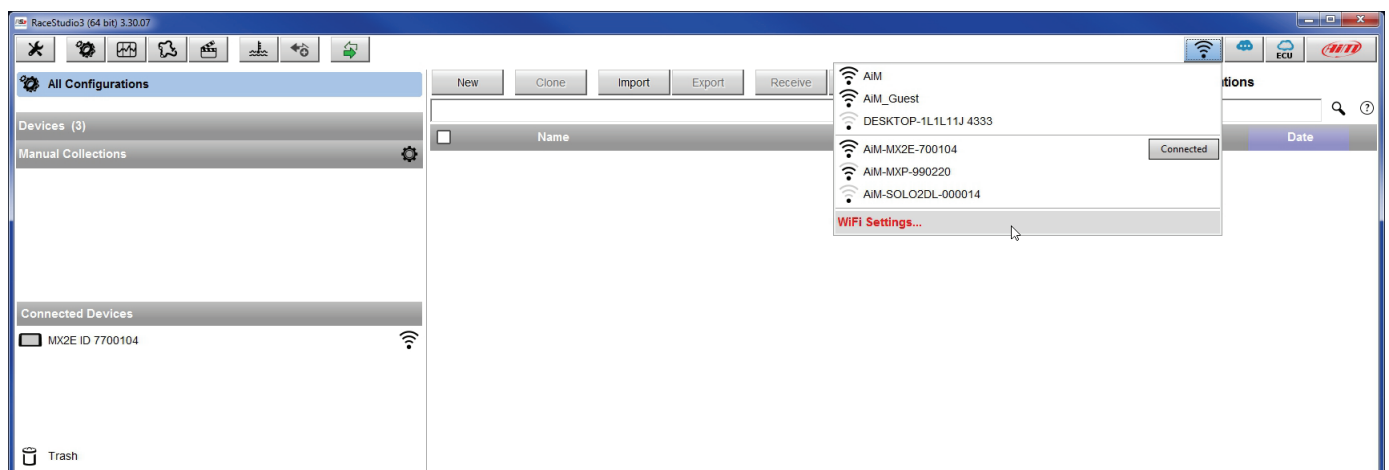 RaceStudio3 (64 bit) 3.30.07
ECU
AiM
All Configurations
New Clone Import Export Receive
tions
Devices (3)
Manual Collections
Name
Date
AiM
AiM_Guest
DESKTOP-1L1L11J 4333
AiM-MX2E-700104 Connected
AiM-MXP-990220
AiM-SOLO2DL-000014
WiFi Settings...
Connected Devices
MX2E ID 7700104
Trash